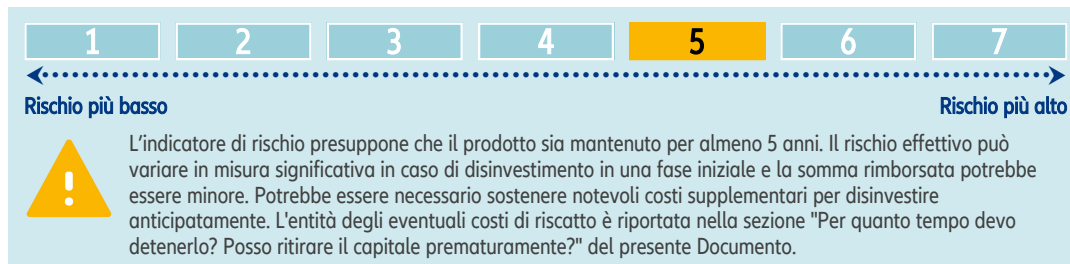 1 2 3 4 5 6 7
Rischio più basso Rischio più alto
L'indicatore di rischio presuppone che il prodotto sia mantenuto per almeno 5 anni. Il rischio effettivo può
variare in misura significativa in caso di disinvestimento in una fase iniziale e la somma rimborsata potrebbe
essere minore. Potrebbe essere necessario sostenere notevoli costi supplementari per disinvestire
anticipatamente. L'entità degli eventuali costi di riscatto è riportata nella sezione "Per quanto tempo devo
detenerlo? Posso ritirare il capitale prematuramente?" del presente Documento.